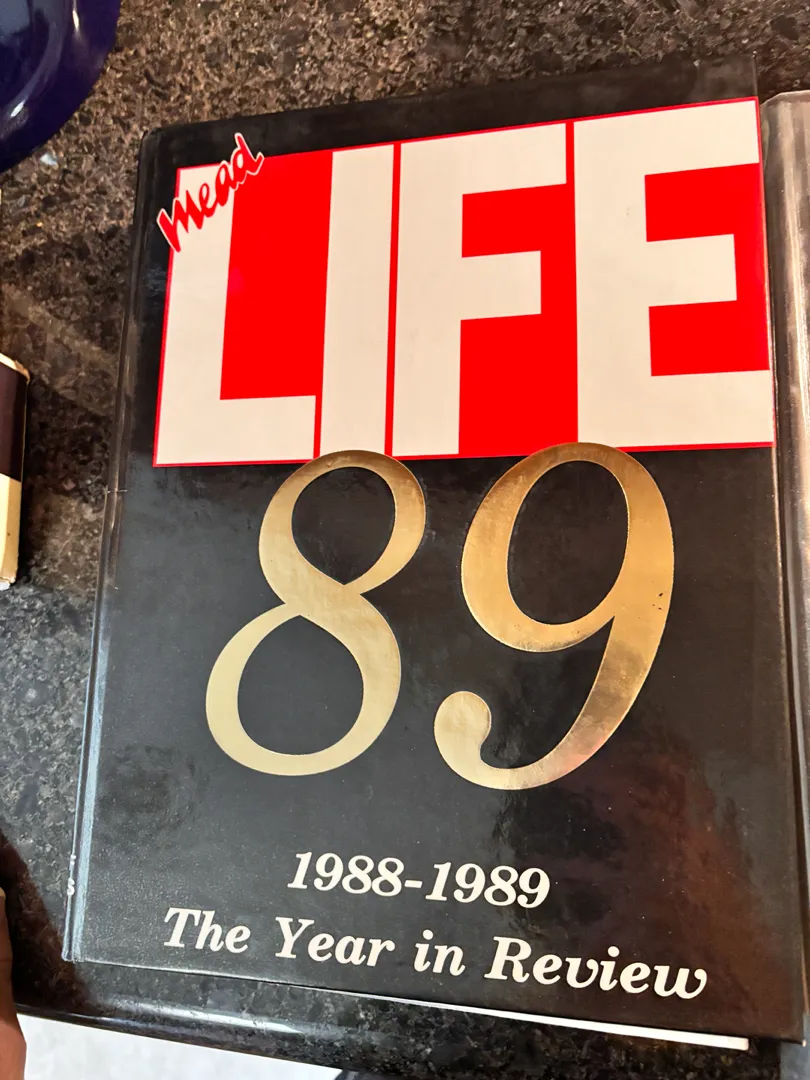 Mead
LIFE
89
1988-1989
The Year in Review